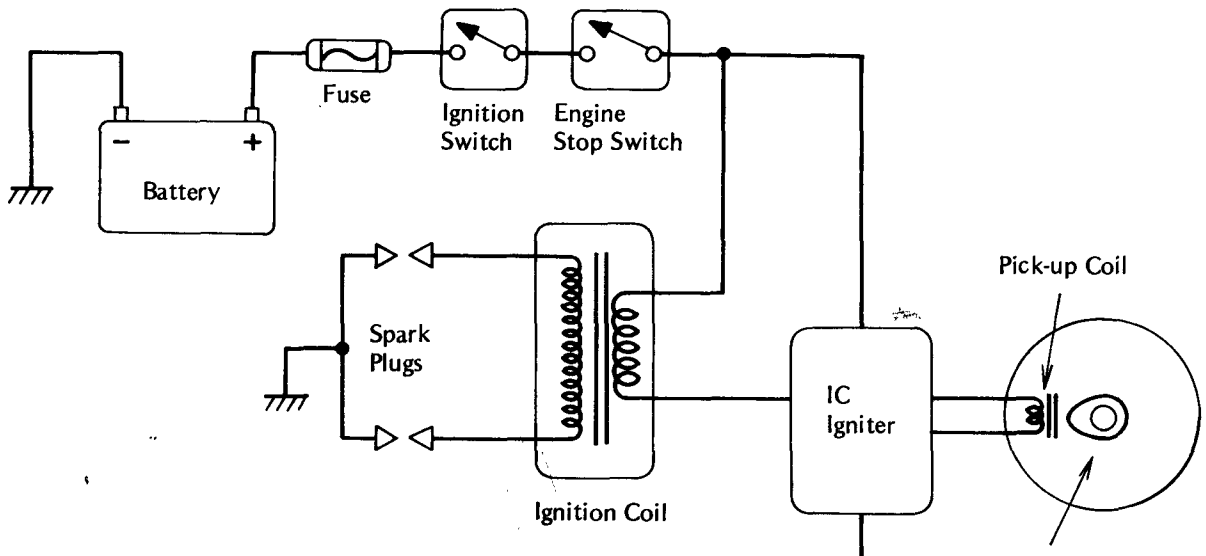 Fuse
Ignition
Switch
Engine
Stop Switch
−
+
Battery
Pick-up Coil
Spark
Plugs
IC
Igniter
Ignition Coil